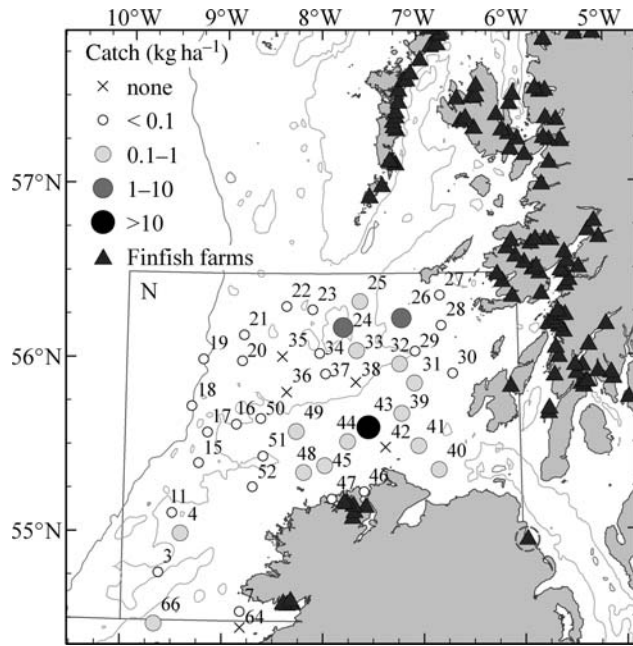 10°W 9°W 8°W 7°W 6°W 5°W
Catch (kg ha⁻¹)
none
< 0.1
0.1–1
1–10
>10
Finfish farms
57°N
N
25 27
22 23 26
24 28
21
19 35 34 33 32 29
56°N
20 37 38 31 30
36
18
43 39
17 16 50 49 44 42 41
15 51
48 45 40
52 46
47
11
4
55°N
3
7
66 64